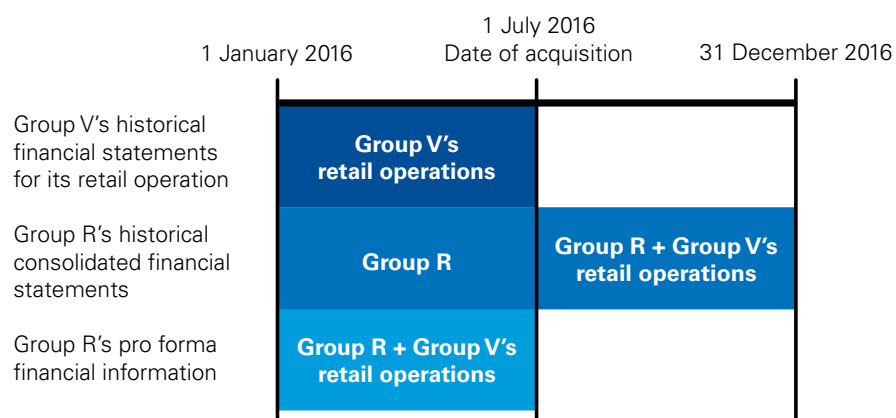 1 July 2016
1 January 2016
Date of acquisition
31 December 2016
Group V’s historical
financial statements
for its retail operation
Group V’s
retail operations
Group R’s historical
consolidated financial
statements
Group R
Group R + Group V’s
retail operations
Group R’s pro forma
financial information
Group R + Group V’s
retail operations